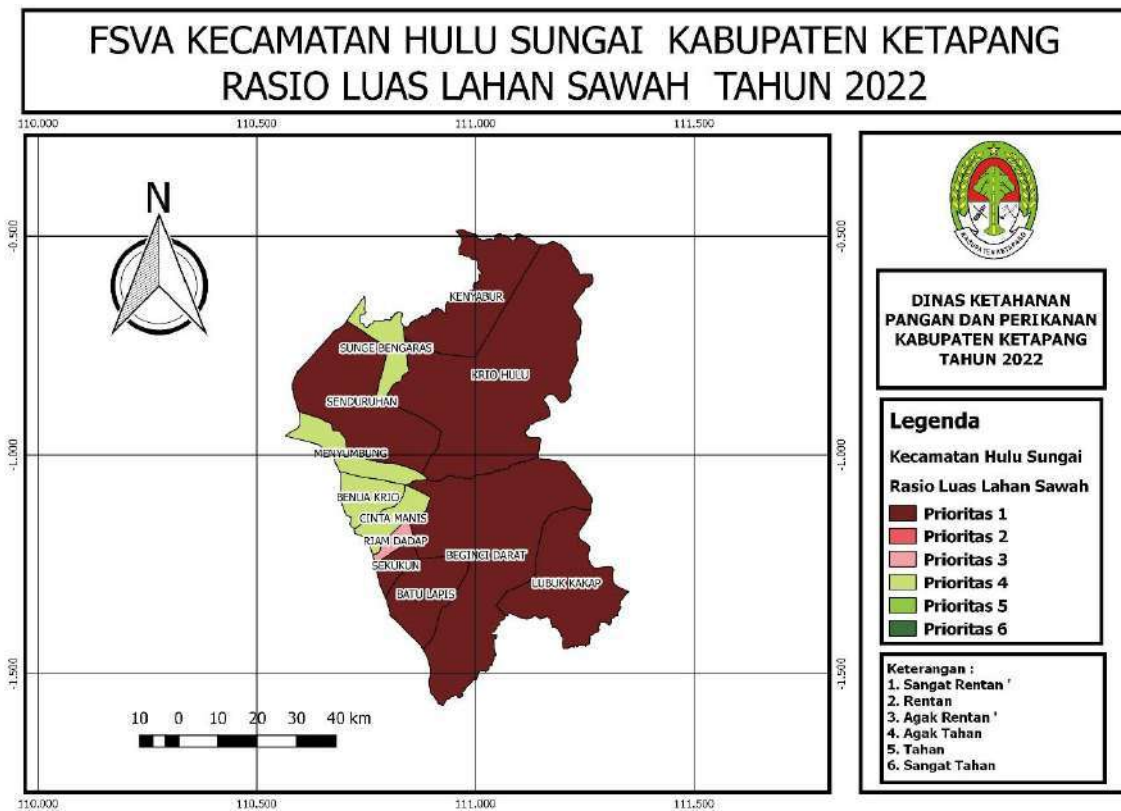 FSVA KECAMATAN HULU SUNGAI KABUPATEN KETAPANG
RASIO LUAS LAHAN SAWAH TAHUN 2022
110.000
110.500
111.000
111.500
-0.500
-0.500
N
KENYABUR
SUNGE BENGARAS
KRIO HULU
SENDURUHAN
-1.000
-1.000
MENYUMBUNG
BENUA KRIO
CINTA MANIS
RIAM DADAP
BEGINCI DARAT
SEKUKUN
LUBUK KAKAP
BATU LAPIS
-1.500
-1.500
10 0 10 20 30 40 km
110.000
110.500
111.000
111.500
KABUPATEN KETAPANG
DINAS KETAHANAN
PANGAN DAN PERIKANAN
KABUPATEN KETAPANG
TAHUN 2022
Legenda
Kecamatan Hulu Sungai
Rasio Luas Lahan Sawah
Prioritas 1
Prioritas 2
Prioritas 3
Prioritas 4
Prioritas 5
Prioritas 6
Keterangan :
1. Sangat Rentan '
2. Rentan
3. Agak Rentan '
4. Agak Tahan
5. Tahan
6. Sangat Tahan